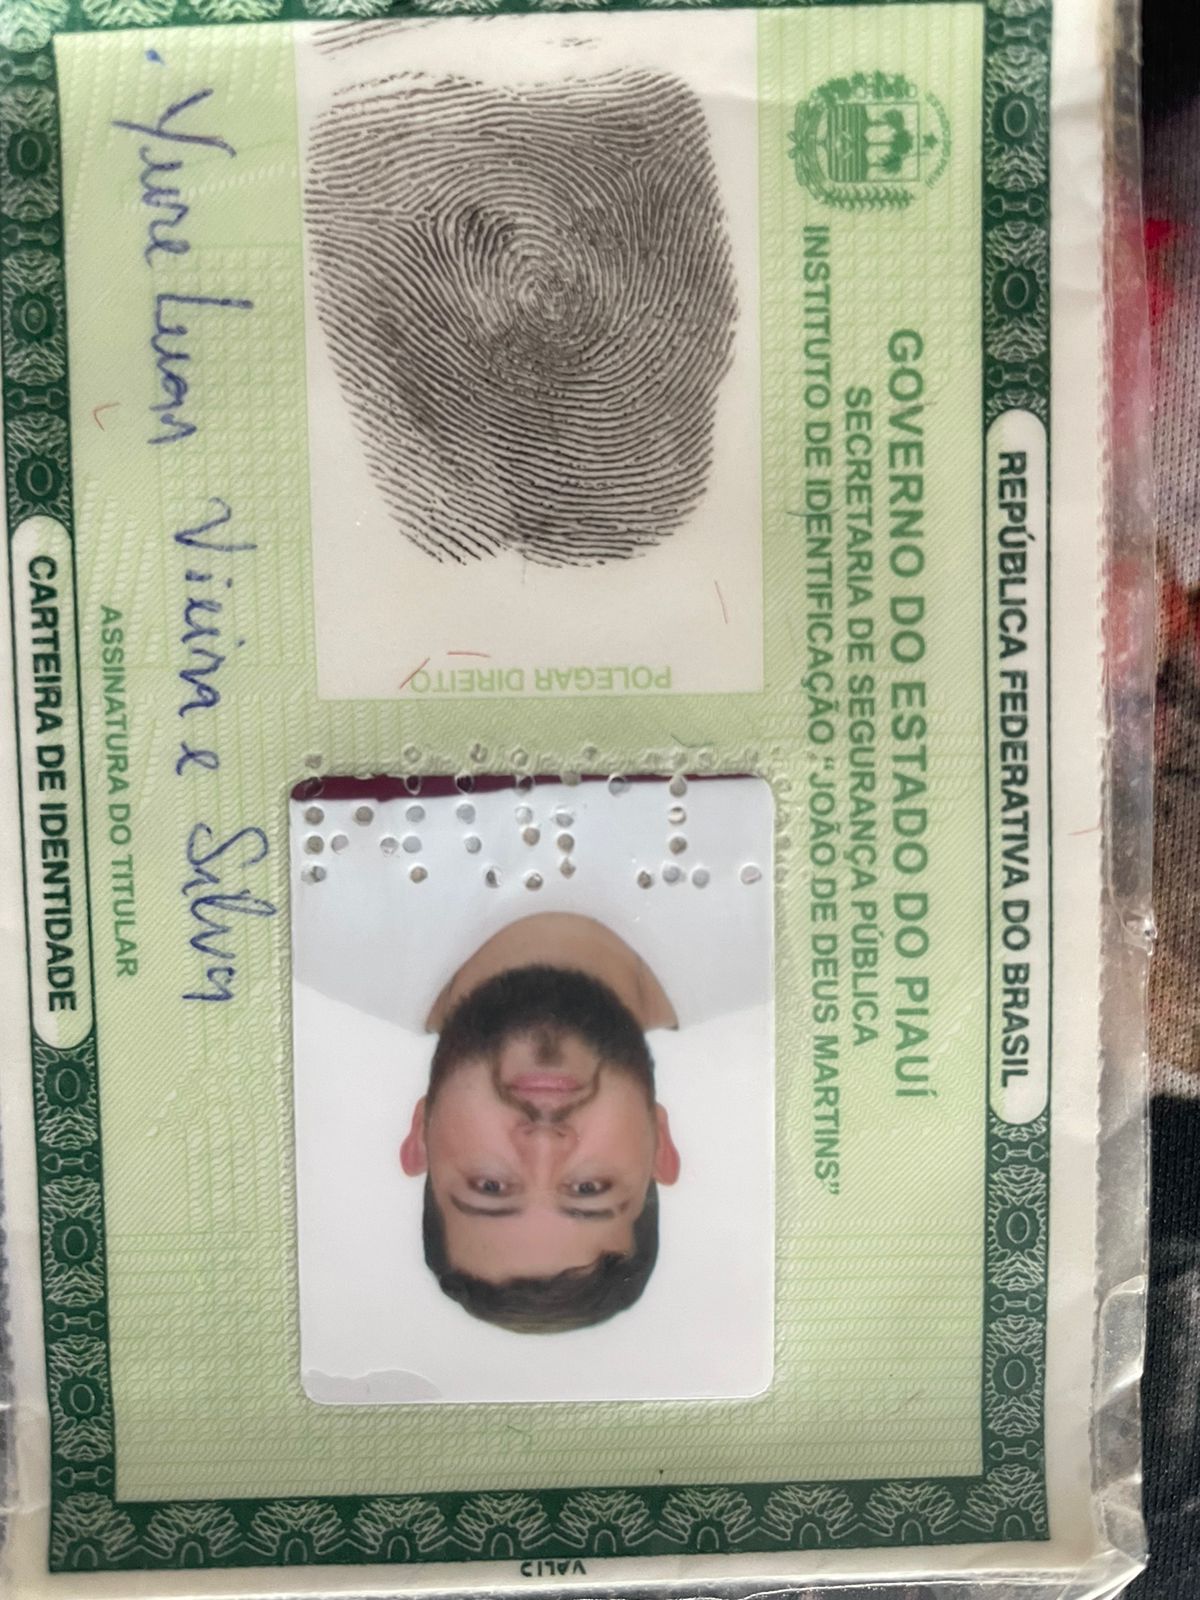 REPÚBLICA FEDERATIVA DO BRASIL
GOVERNO DO ESTADO DO PIAUÍ
SECRETARIA DE SEGURANÇA PÚBLICA
INSTITUTO DE IDENTIFICAÇÃO "JOÃO DE DEUS MARTINS"
POLEGAR DIREITO
Yure Luan Vieira e Silva
ASSINATURA DO TITULAR
CARTEIRA DE IDENTIDADE